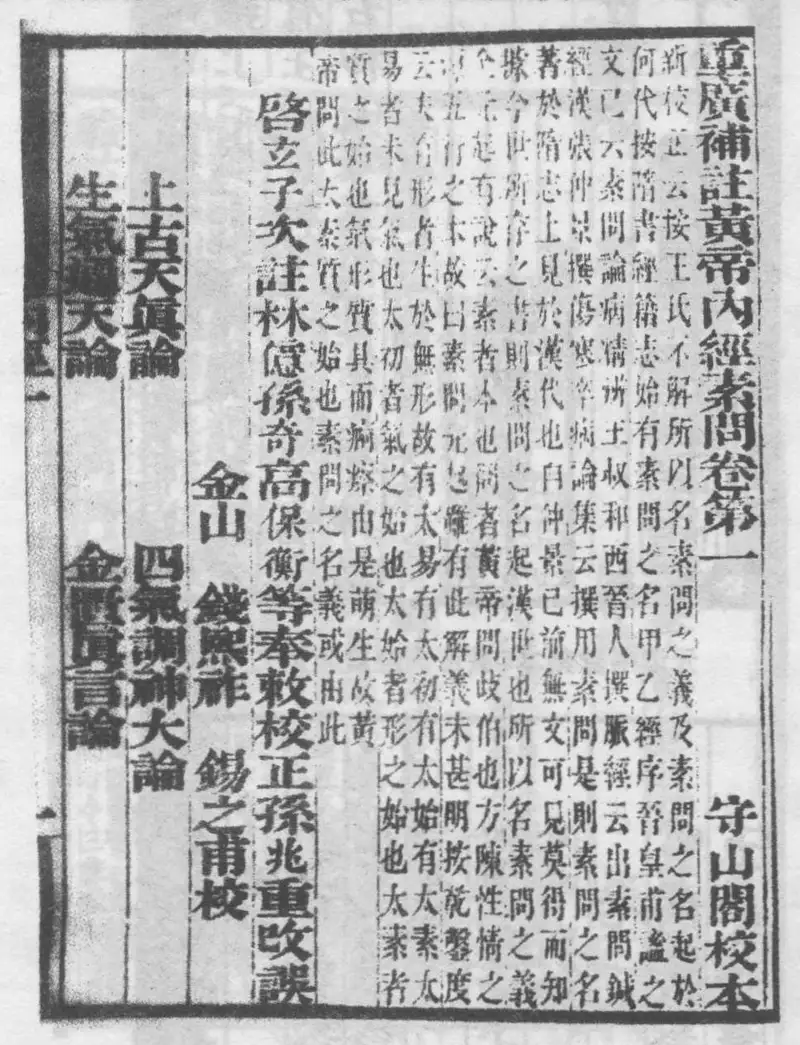 重廣補註黃帝內經素問卷第一　守山閣校本
新校正云按王氏不解所以名素問之義及素問之名起於
何代按隋書經籍志始有素問之名甲乙經序晉皇甫謐之
文已云素問論病精辨王叔和西晉人撰脈經云出素問鍼
經漢張仲景撰傷寒卒病論集云撰用素問是則素問之名
著於隋志上見於漢代也自仲景已前無文可見莫得而知
據今世所存之書則素問之名起漢世也所以名素問之義
全元起有說云素者本也問者黃帝問歧伯也方陳性情之
源五行之本故曰素問元起雖有此解義未甚明按乾鑿度
云夫有形者生於無形故有太易有太初有太始有太素太
易者未見氣也太初者氣之始也太始者形之始也太素者
質之始也氣形質具而痾瘵由是萌生故黃
帝問此太素質之始也素問之名義或由此
啓玄子次註林億孫奇高保衡等奉敕校正孫兆重改誤
金山　錢熙祚　錫之甫校
上古天眞論　四氣調神大論
生氣通天論　金匱眞言論
一
一